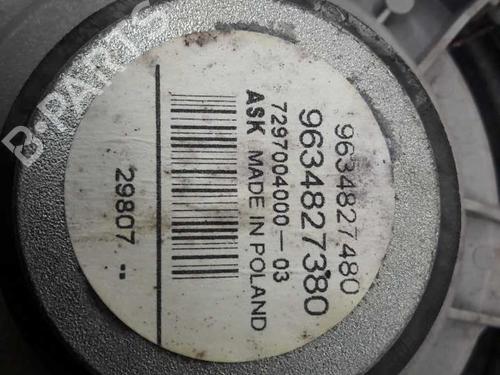 9634827480
9634827380
7297004000-03
ASK MADE IN POLAND
29807 --
B-PARTS